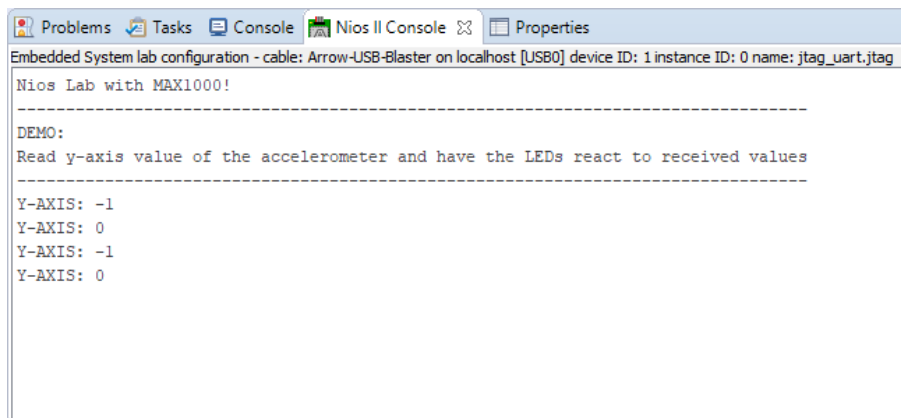 Problems Tasks Console Nios II Console Properties
Embedded System lab configuration - cable: Arrow-USB-Blaster on localhost [USB0] device ID: 1 instance ID: 0 name: jtag_uart.jtag
Nios Lab with MAX1000!
---------------------------------------------------------------------------
DEMO:
Read y-axis value of the accelerometer and have the LEDs react to received values
---------------------------------------------------------------------------
Y-AXIS: -1
Y-AXIS: 0
Y-AXIS: -1
Y-AXIS: 0